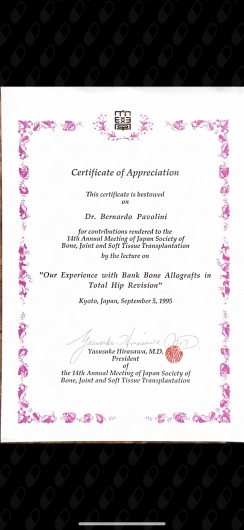 Certificate of Appreciation
This certificate is bestowed
on
Dr. Bernardo Pavolini
for contributions rendered to the
14th Annual Meeting of Japan Society of
Bone, Joint and Soft Tissue Transplantation
by the lecture on
"Our Experience with Bank Bone Allografts in
Total Hip Revision"
Kyoto, Japan, September 5, 1995
Yasusuke Hirasawa, M.D.
Yasusuke Hirasawa, M.D.
President
of
the 14th Annual Meeting of Japan Society of
Bone, Joint and Soft Tissue Transplantation